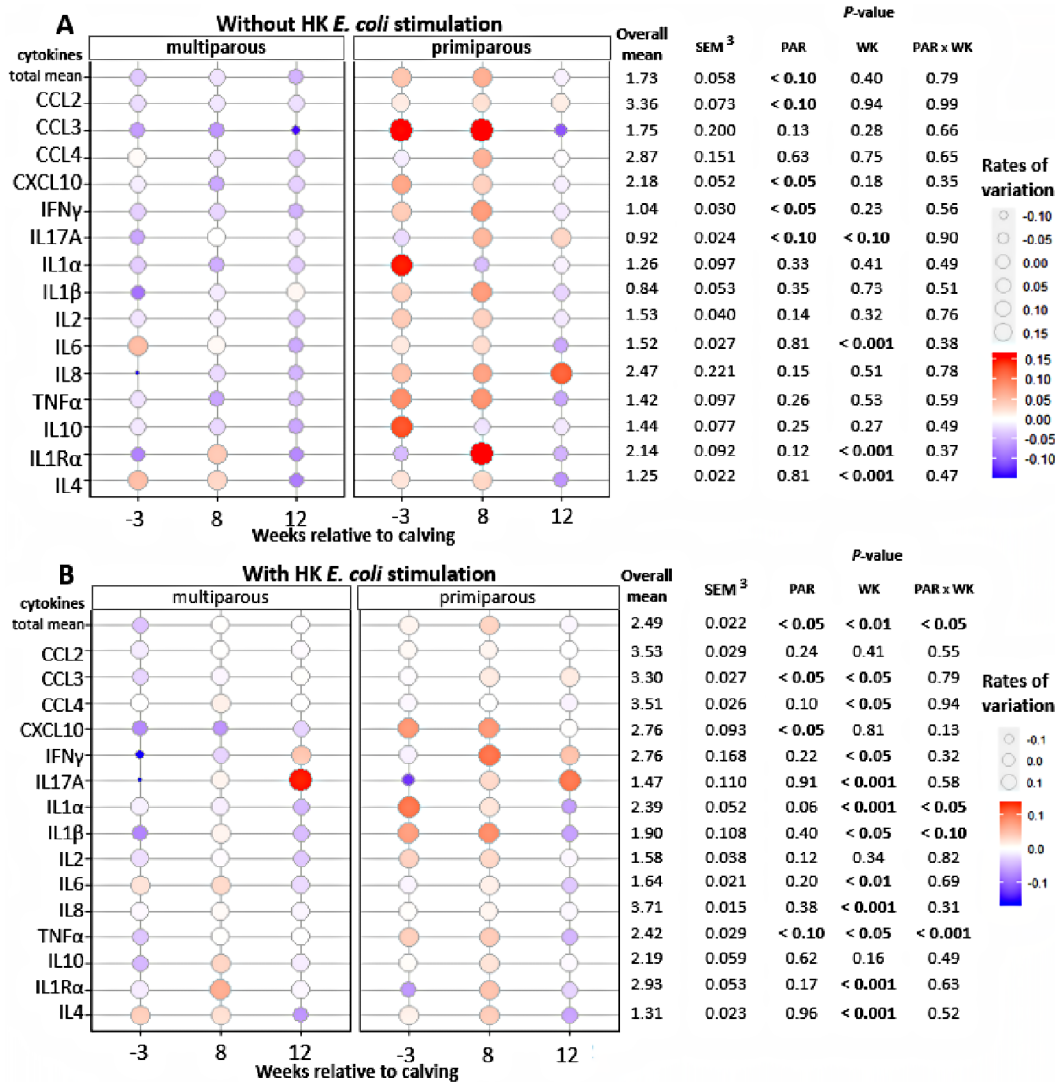 A
Without HK E. coli stimulation
P-value
cytokines multiparous primiparous Overall mean SEM 3 PAR WK PAR x WK
total mean 1.73 0.058 < 0.10 0.40 0.79
CCL2 3.36 0.073 < 0.10 0.94 0.99
CCL3 1.75 0.200 0.13 0.28 0.66
CCL4 2.87 0.151 0.63 0.75 0.65
CXCL10 2.18 0.052 < 0.05 0.18 0.35
IFNγ 1.04 0.030 < 0.05 0.23 0.56
IL17A 0.92 0.024 < 0.10 < 0.10 0.90
IL1α 1.26 0.097 0.33 0.41 0.49
IL1β 0.84 0.053 0.35 0.73 0.51
IL2 1.53 0.040 0.14 0.32 0.76
IL6 1.52 0.027 0.81 < 0.001 0.38
IL8 2.47 0.221 0.15 0.51 0.78
TNFα 1.42 0.097 0.26 0.53 0.59
IL10 1.44 0.077 0.25 0.27 0.49
IL1Rα 2.14 0.092 0.12 < 0.001 0.37
IL4 1.25 0.022 0.81 < 0.001 0.47
-3 8 12 -3 8 12
Weeks relative to calving
Rates of
variation
-0.10
-0.05
0.00
0.05
0.10
0.15
0.15
0.10
0.05
0.00
-0.05
-0.10
B
With HK E. coli stimulation
P-value
cytokines multiparous primiparous Overall mean SEM 3 PAR WK PAR x WK
total mean 2.49 0.022 < 0.05 < 0.01 < 0.05
CCL2 3.53 0.029 0.24 0.41 0.55
CCL3 3.30 0.027 < 0.05 < 0.05 0.79
CCL4 3.51 0.026 0.10 < 0.05 0.94
CXCL10 2.76 0.093 < 0.05 0.81 0.13
IFNγ 2.76 0.168 0.22 < 0.05 0.32
IL17A 1.47 0.110 0.91 < 0.001 0.58
IL1α 2.39 0.052 0.06 < 0.001 < 0.05
IL1β 1.90 0.108 0.40 < 0.05 < 0.10
IL2 1.58 0.038 0.12 0.34 0.82
IL6 1.64 0.021 0.20 < 0.01 0.69
IL8 3.71 0.015 0.38 < 0.001 0.31
TNFα 2.42 0.029 < 0.10 < 0.05 < 0.001
IL10 2.19 0.059 0.62 0.16 0.49
IL1Rα 2.93 0.053 0.17 < 0.001 0.63
IL4 1.31 0.023 0.96 < 0.001 0.52
-3 8 12 -3 8 12
Weeks relative to calving
Rates of
variation
-0.1
0.0
0.1
0.1
0.0
-0.1